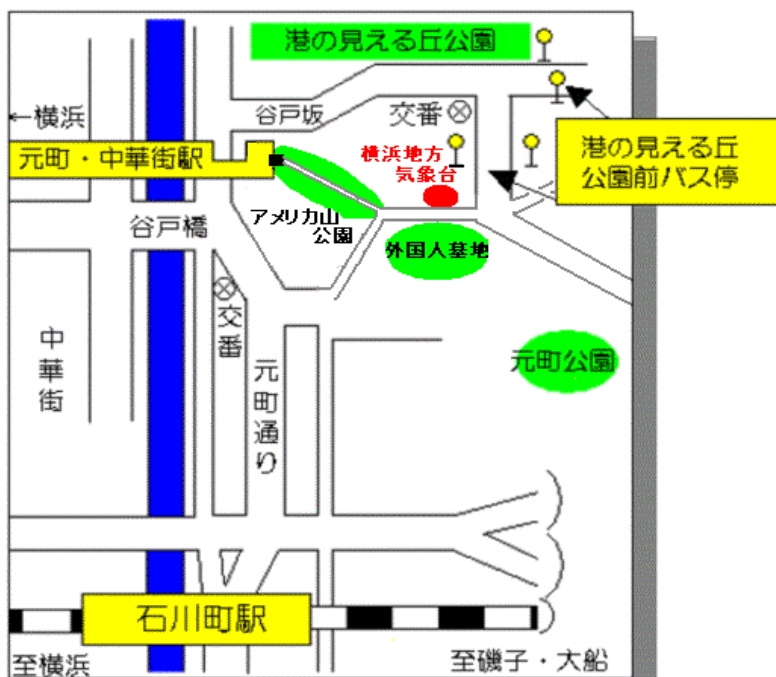 港の見える丘公園
←横浜
谷戸坂
交番
元町・中華街駅
横浜地方
気象台
港の見える丘
公園前バス停
アメリカ山
公園
谷戸橋
外国人墓地
交番
中華街
元町公園
元町通り
石川町駅
至横浜
至磯子・大船